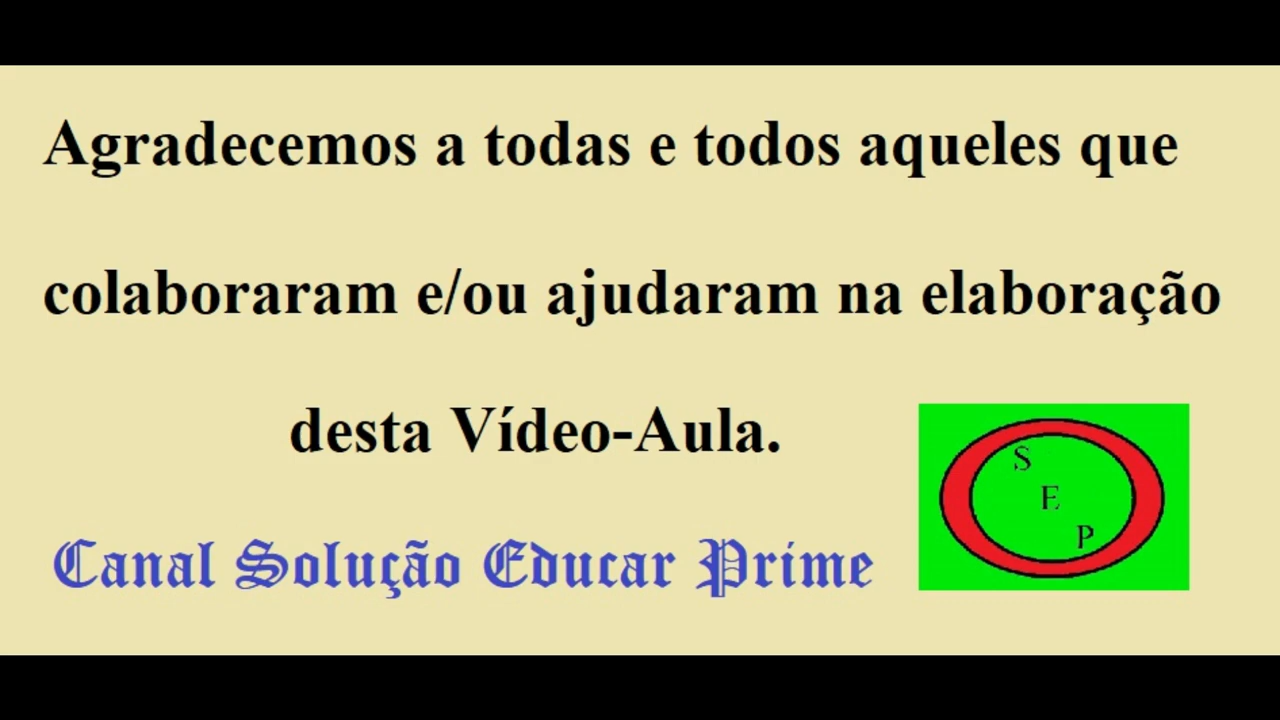 Agradecemos a todas e todos aqueles que
colaboraram e/ou ajudaram na elaboração
desta Vídeo-Aula.
Canal Solução Educar Prime
S
E
P